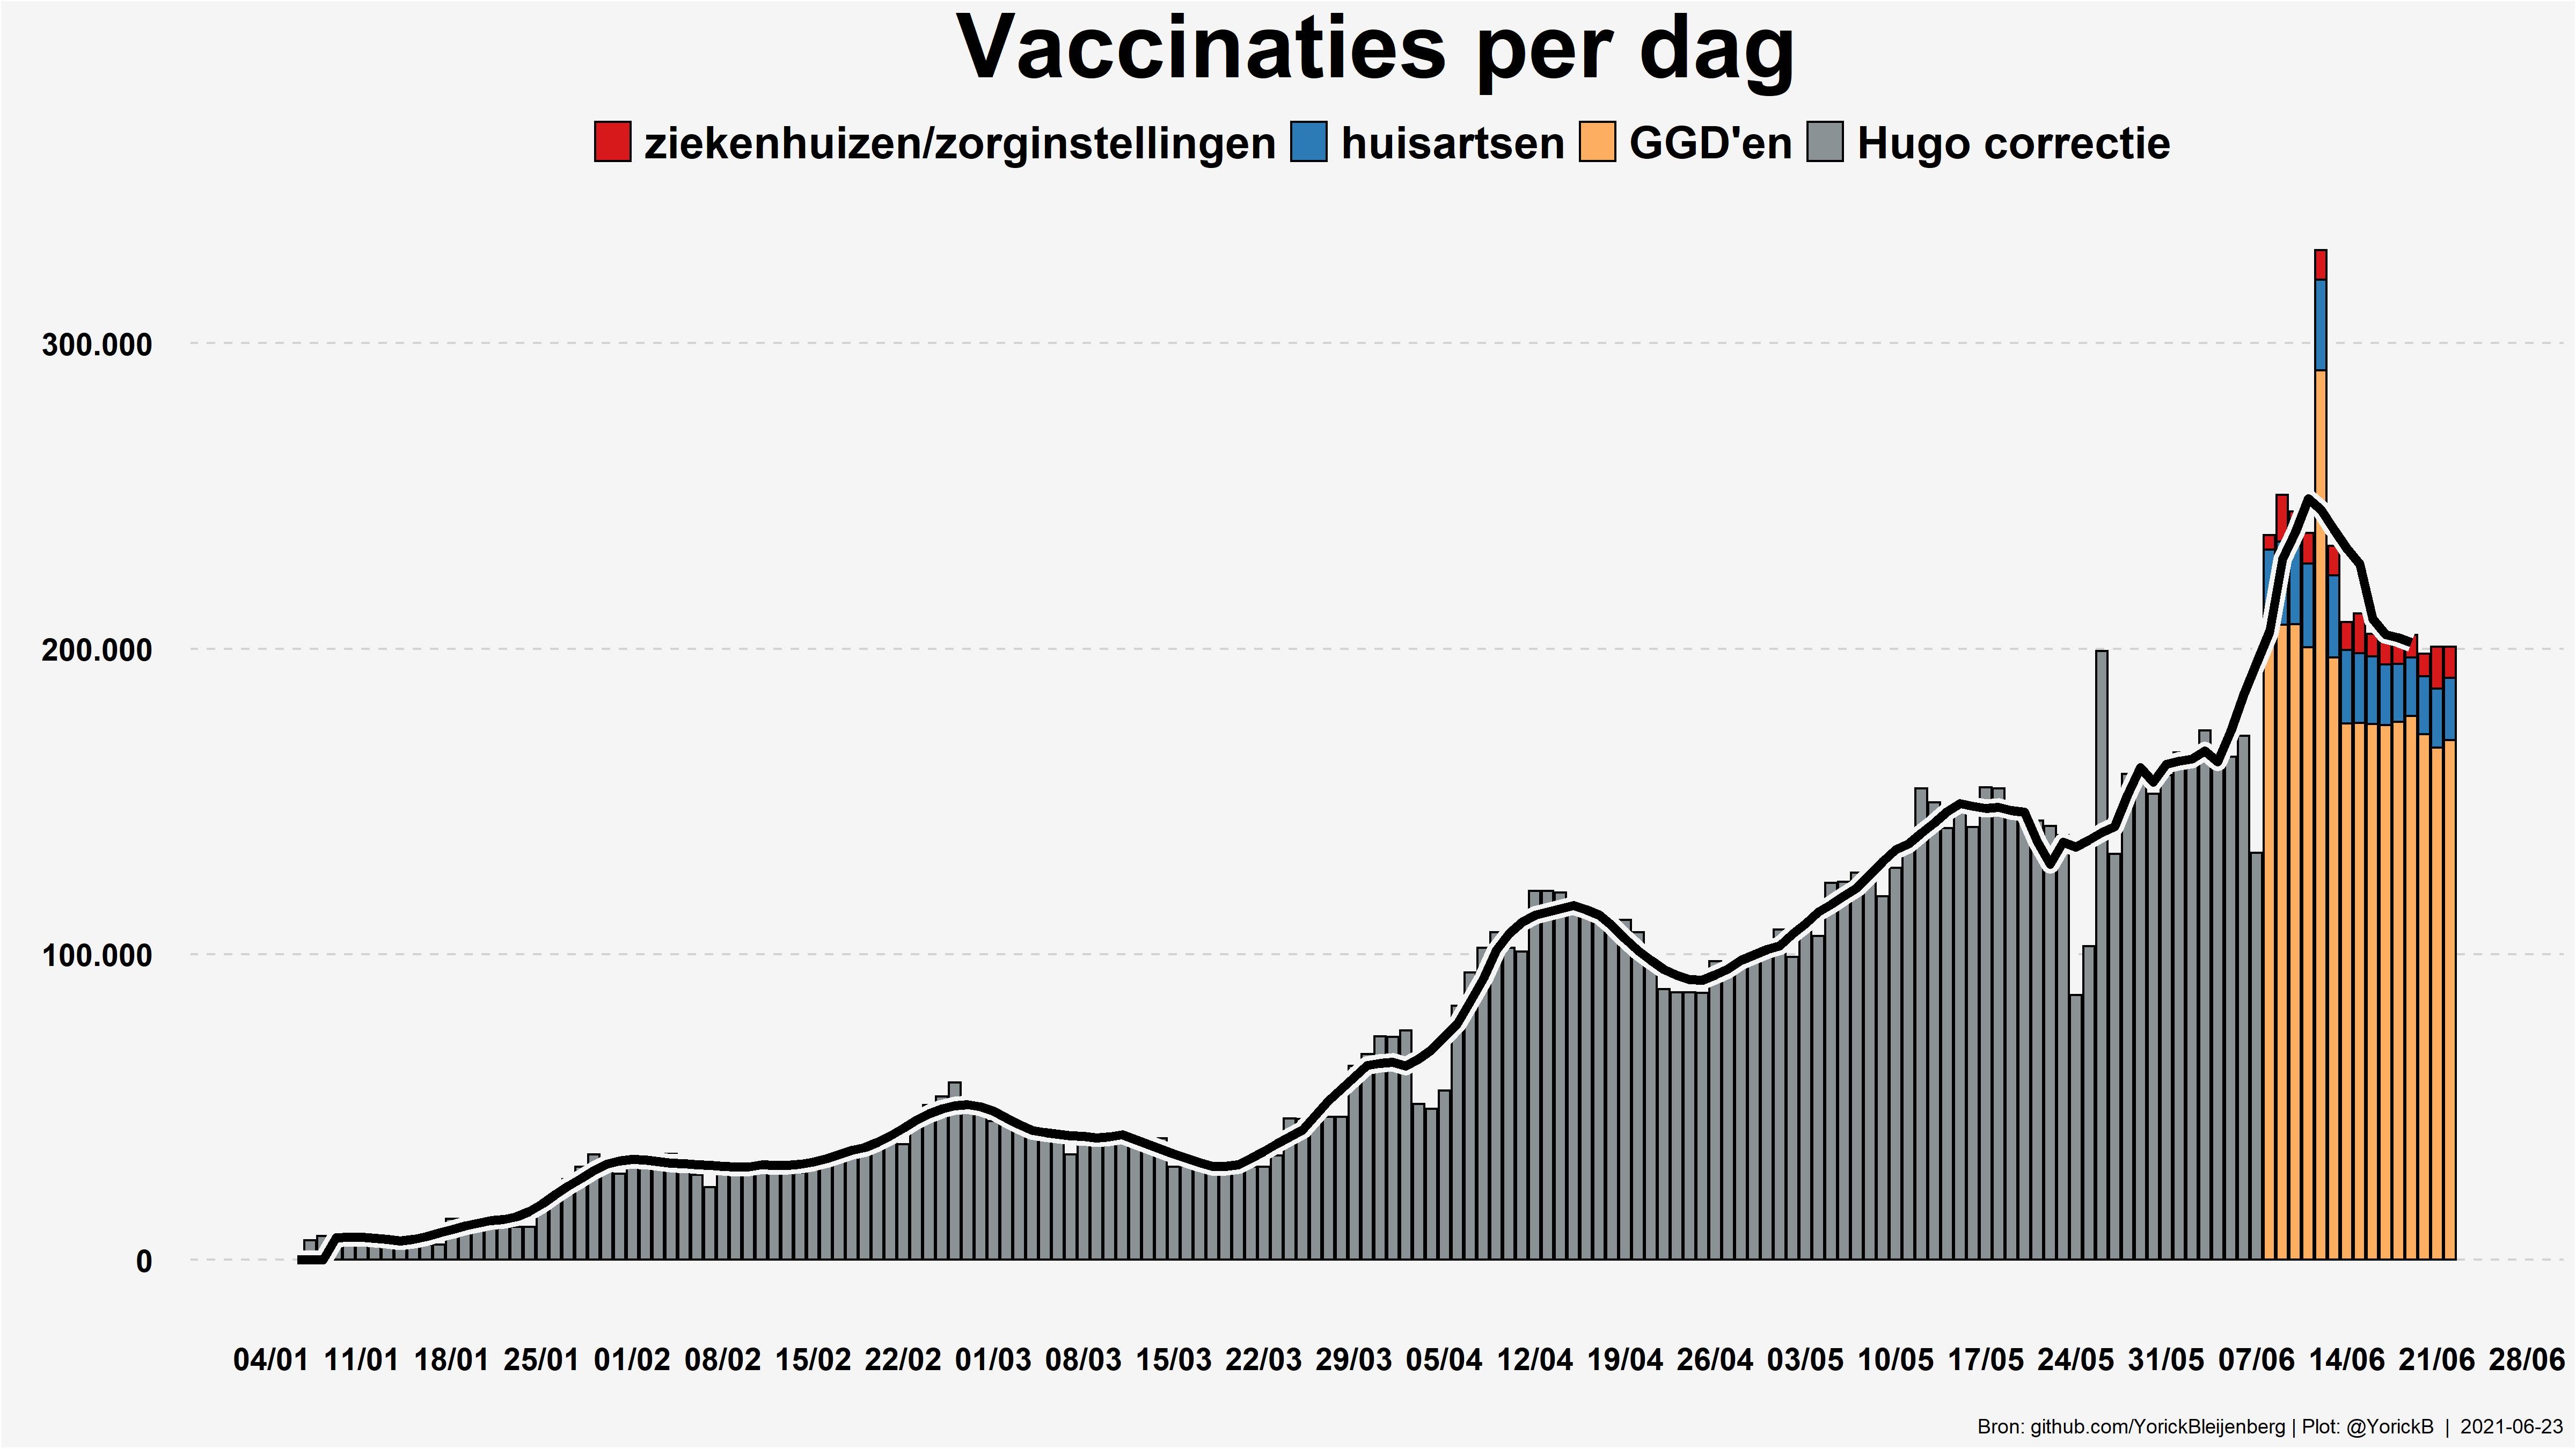 Vaccinaties per dag
ziekenhuizen/zorginstellingen huisartsen GGD'en Hugo correctie
300.000
200.000
100.000
0
04/01 11/01 18/01 25/01 01/02 08/02 15/02 22/02 01/03 08/03 15/03 22/03 29/03 05/04 12/04 19/04 26/04 03/05 10/05 17/05 24/05 31/05 07/06 14/06 21/06 28/06
Bron: github.com/YorickBleijenberg | Plot: @YorickB | 2021-06-23